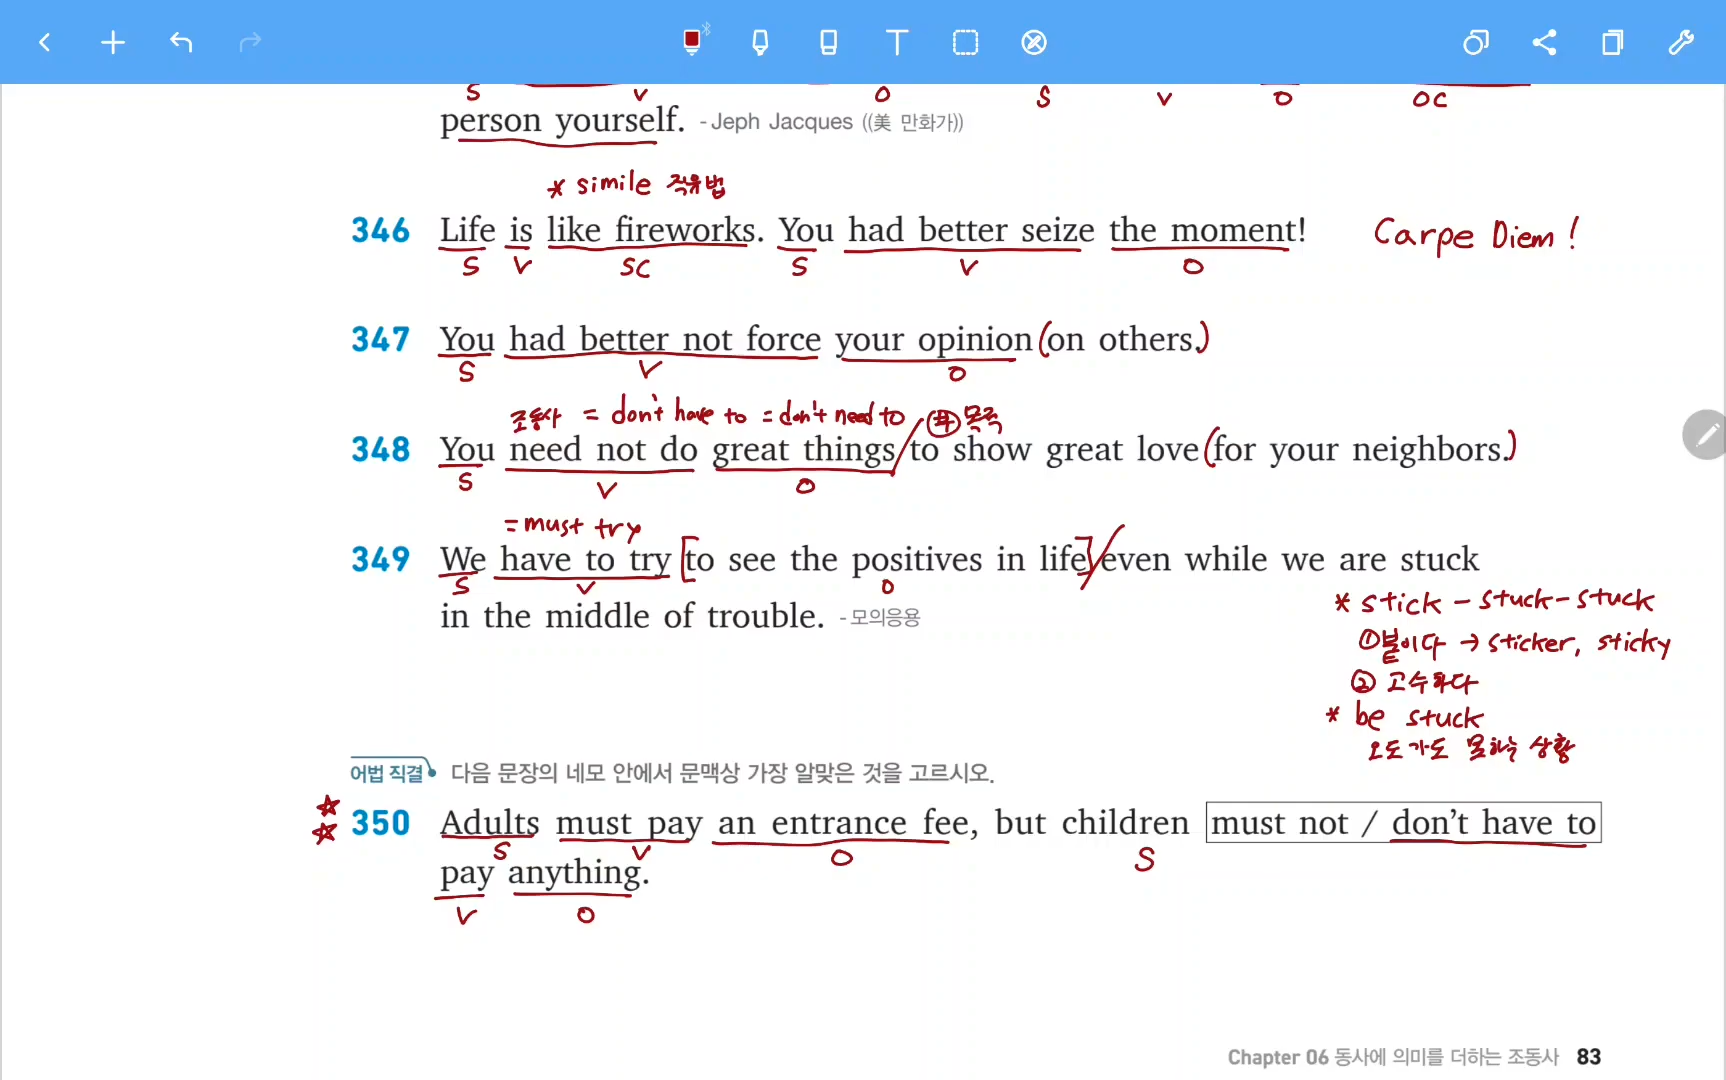 S V O S V O OC
person yourself. - Jeph Jacques ((美 만화가))
* simile 직유법
346 Life is like fireworks. You had better seize the moment! Carpe Diem!
S V SC S V O
347 You had better not force your opinion (on others.)
S V O
조동사 = don't have to = don't need to 부 목적
348 You need not do great things / to show great love (for your neighbors.)
S V O
= must try
349 We have to try [to see the positives in life] / even while we are stuck
S V O
in the middle of trouble. - 모의응용
* stick - stuck - stuck
① 붙이다 → sticker, sticky
② 고수하다
* be stuck
오도가도 못하는 상황
어법 직결 다음 문장의 네모 안에서 문맥상 가장 알맞은 것을 고르시오.
350 Adults must pay an entrance fee, but children must not / don't have to
S V O S
pay anything.
V O
Chapter 06 동사에 의미를 더하는 조동사 83